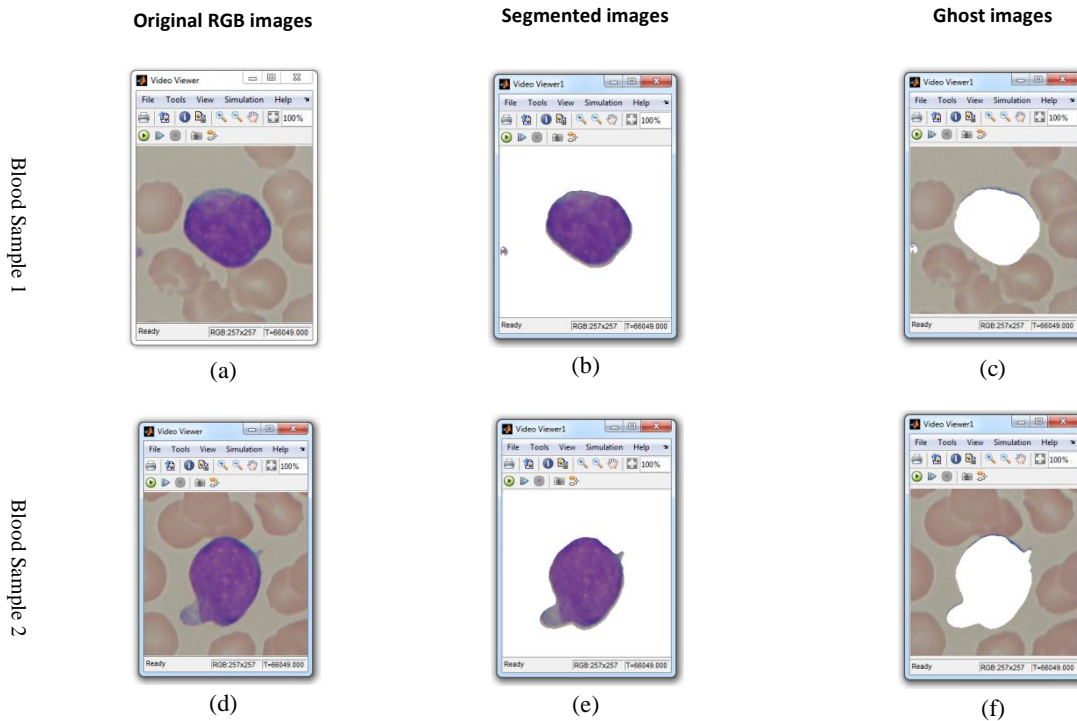 Original RGB images
Segmented images
Ghost images
Blood Sample 1
Video Viewer
File Tools View Simulation Help
100%
Ready RGB:257x257 T=66049.000
(a)
Video Viewer1
File Tools View Simulation Help
100%
Ready RGB:257x257 T=66049.000
(b)
Video Viewer1
File Tools View Simulation Help
100%
Ready RGB:257x257 T=66049.000
(c)
Blood Sample 2
Video Viewer
File Tools View Simulation Help
100%
Ready RGB:257x257 T=66049.000
(d)
Video Viewer1
File Tools View Simulation Help
100%
Ready RGB:257x257 T=66049.000
(e)
Video Viewer1
File Tools View Simulation Help
100%
Ready RGB:257x257 T=66049.000
(f)